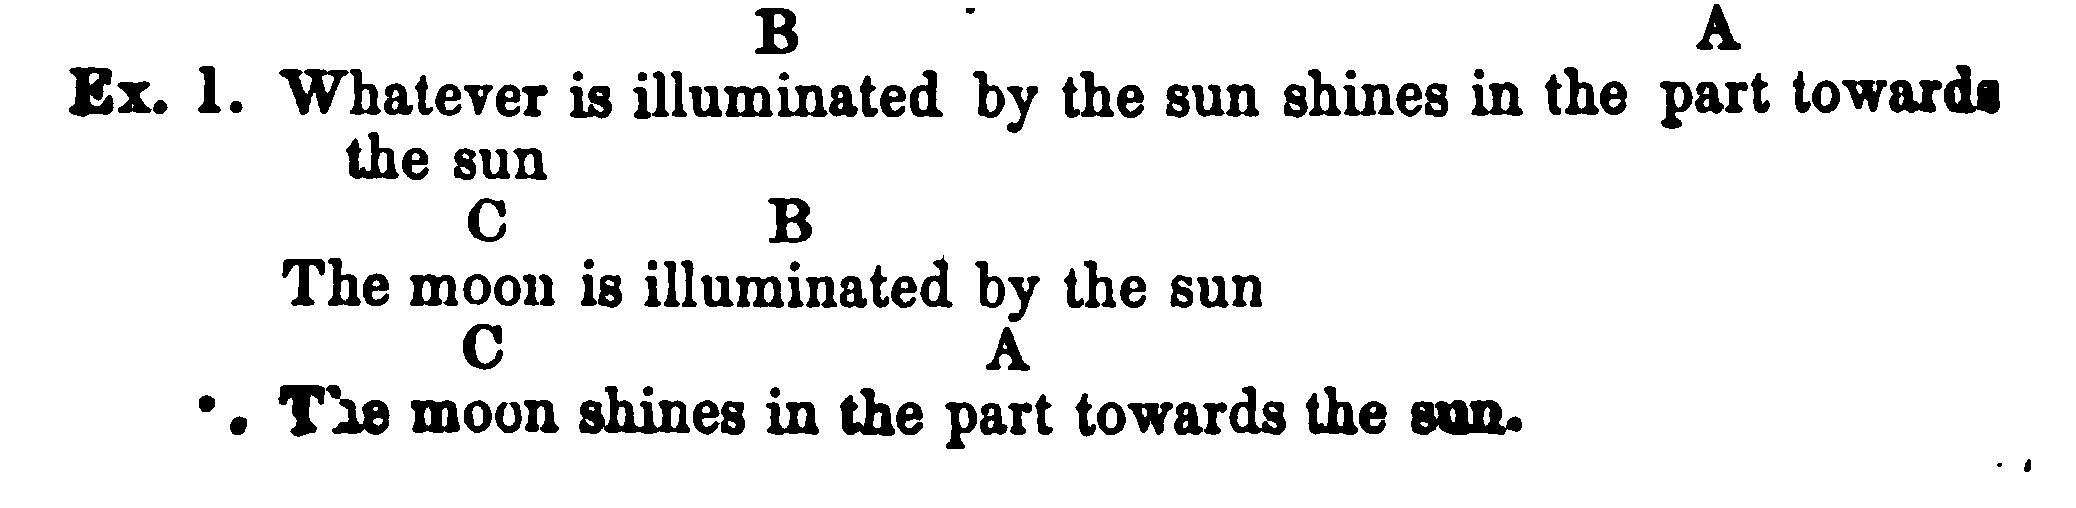 B A
Ex. 1. Whatever is illuminated by the sun shines in the part towards
the sun
C B
The moon is illuminated by the sun
C A
∴ The moon shines in the part towards the sun.